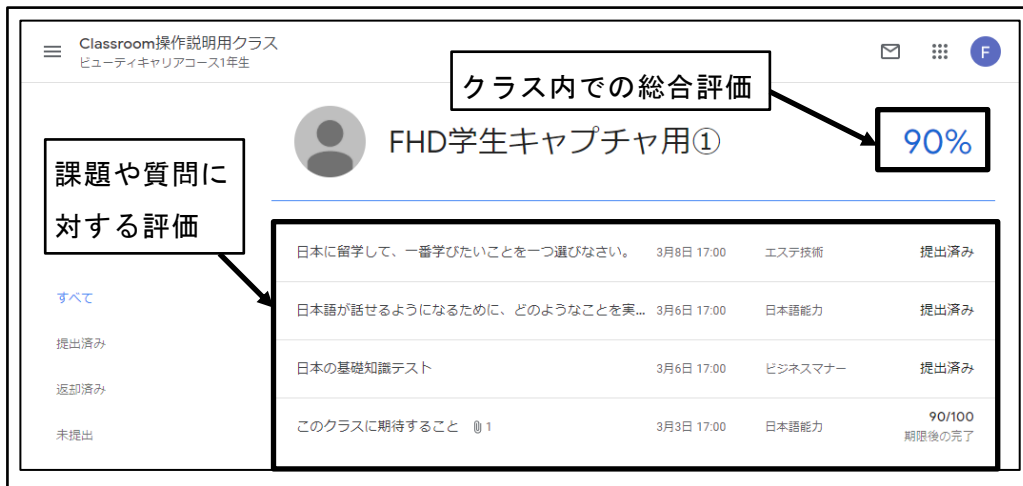 Classroom操作説明用クラス
ビューティキャリアコース1年生
F
クラス内での総合評価
FHD学生キャプチャ用①
90%
課題や質問に
対する評価
すべて
提出済み
返却済み
未提出
日本に留学して、一番学びたいことを一つ選びなさい。 3月8日 17:00 エステ技術 提出済み
日本語が話せるようになるために、どのようなことを実... 3月6日 17:00 日本語能力 提出済み
日本の基礎知識テスト 3月6日 17:00 ビジネスマナー 提出済み
このクラスに期待すること 1 3月3日 17:00 日本語能力 90/100
期限後の完了